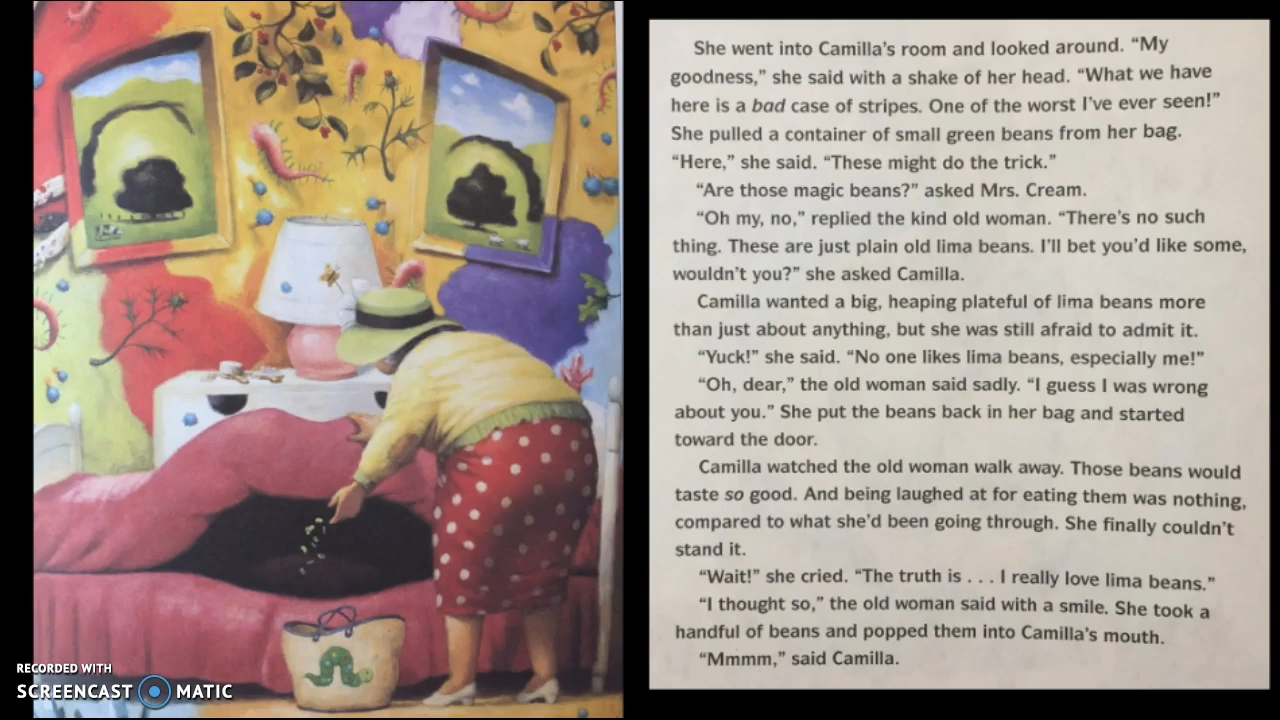 She went into Camilla's room and looked around. "My
goodness," she said with a shake of her head. "What we have
here is a bad case of stripes. One of the worst I've ever seen!"
She pulled a container of small green beans from her bag.
"Here," she said. "These might do the trick."
"Are those magic beans?" asked Mrs. Cream.
"Oh my, no," replied the kind old woman. "There's no such
thing. These are just plain old lima beans. I'll bet you'd like some,
wouldn't you?" she asked Camilla.
Camilla wanted a big, heaping plateful of lima beans more
than just about anything, but she was still afraid to admit it.
"Yuck!" she said. "No one likes lima beans, especially me!"
"Oh, dear," the old woman said sadly. "I guess I was wrong
about you." She put the beans back in her bag and started
toward the door.
Camilla watched the old woman walk away. Those beans would
taste so good. And being laughed at for eating them was nothing,
compared to what she'd been going through. She finally couldn't
stand it.
"Wait!" she cried. "The truth is . . . I really love lima beans."
"I thought so," the old woman said with a smile. She took a
handful of beans and popped them into Camilla's mouth.
"Mmmm," said Camilla.
RECORDED WITH
SCREENCAST MATIC